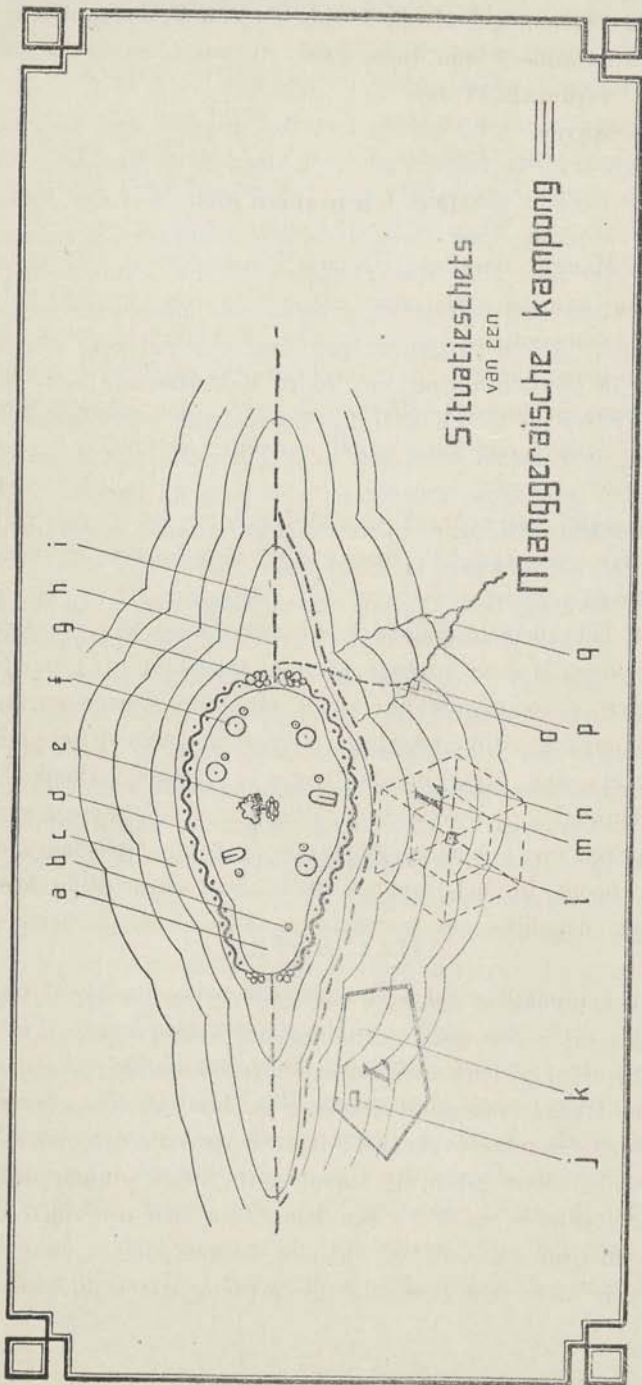 a b c d e f g h i
j k l m n o p q
Situatieschets
van een
Manggeraische kampong